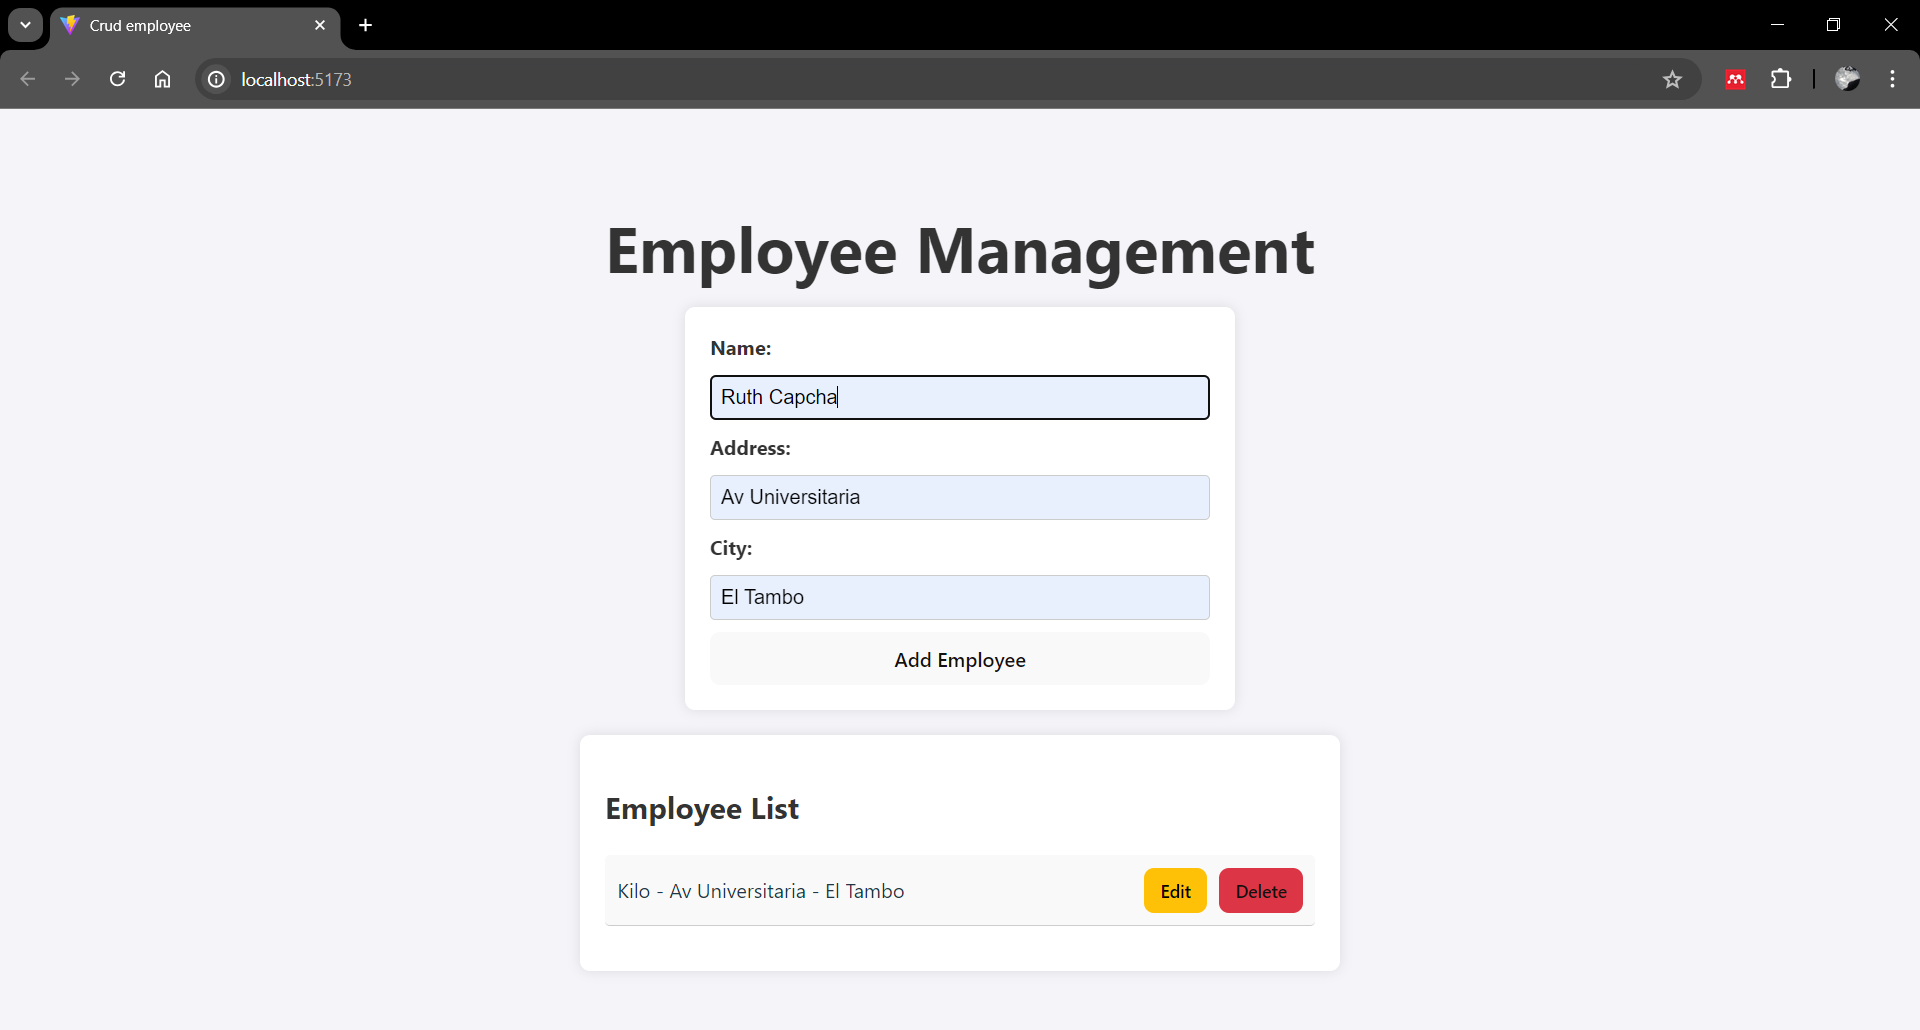 Crud employee
localhost:5173
Employee Management
Name:
Ruth Capcha
Address:
Av Universitaria
City:
El Tambo
Add Employee
Employee List
Kilo - Av Universitaria - El Tambo Edit Delete